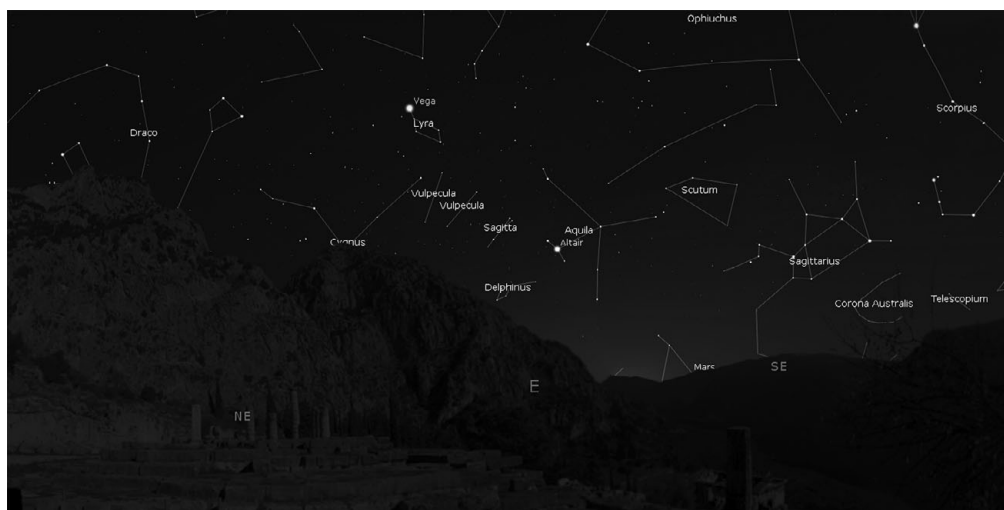 Ophiuchus
Vega
Scorpius
Lyra
Draco
Scutum
Vulpecula
Vulpecula
Sagitta
Aquila
Cygnus
Altair
Sagittarius
Delphinus
Telescopium
Corona Australis
Mars
SE
E
NE